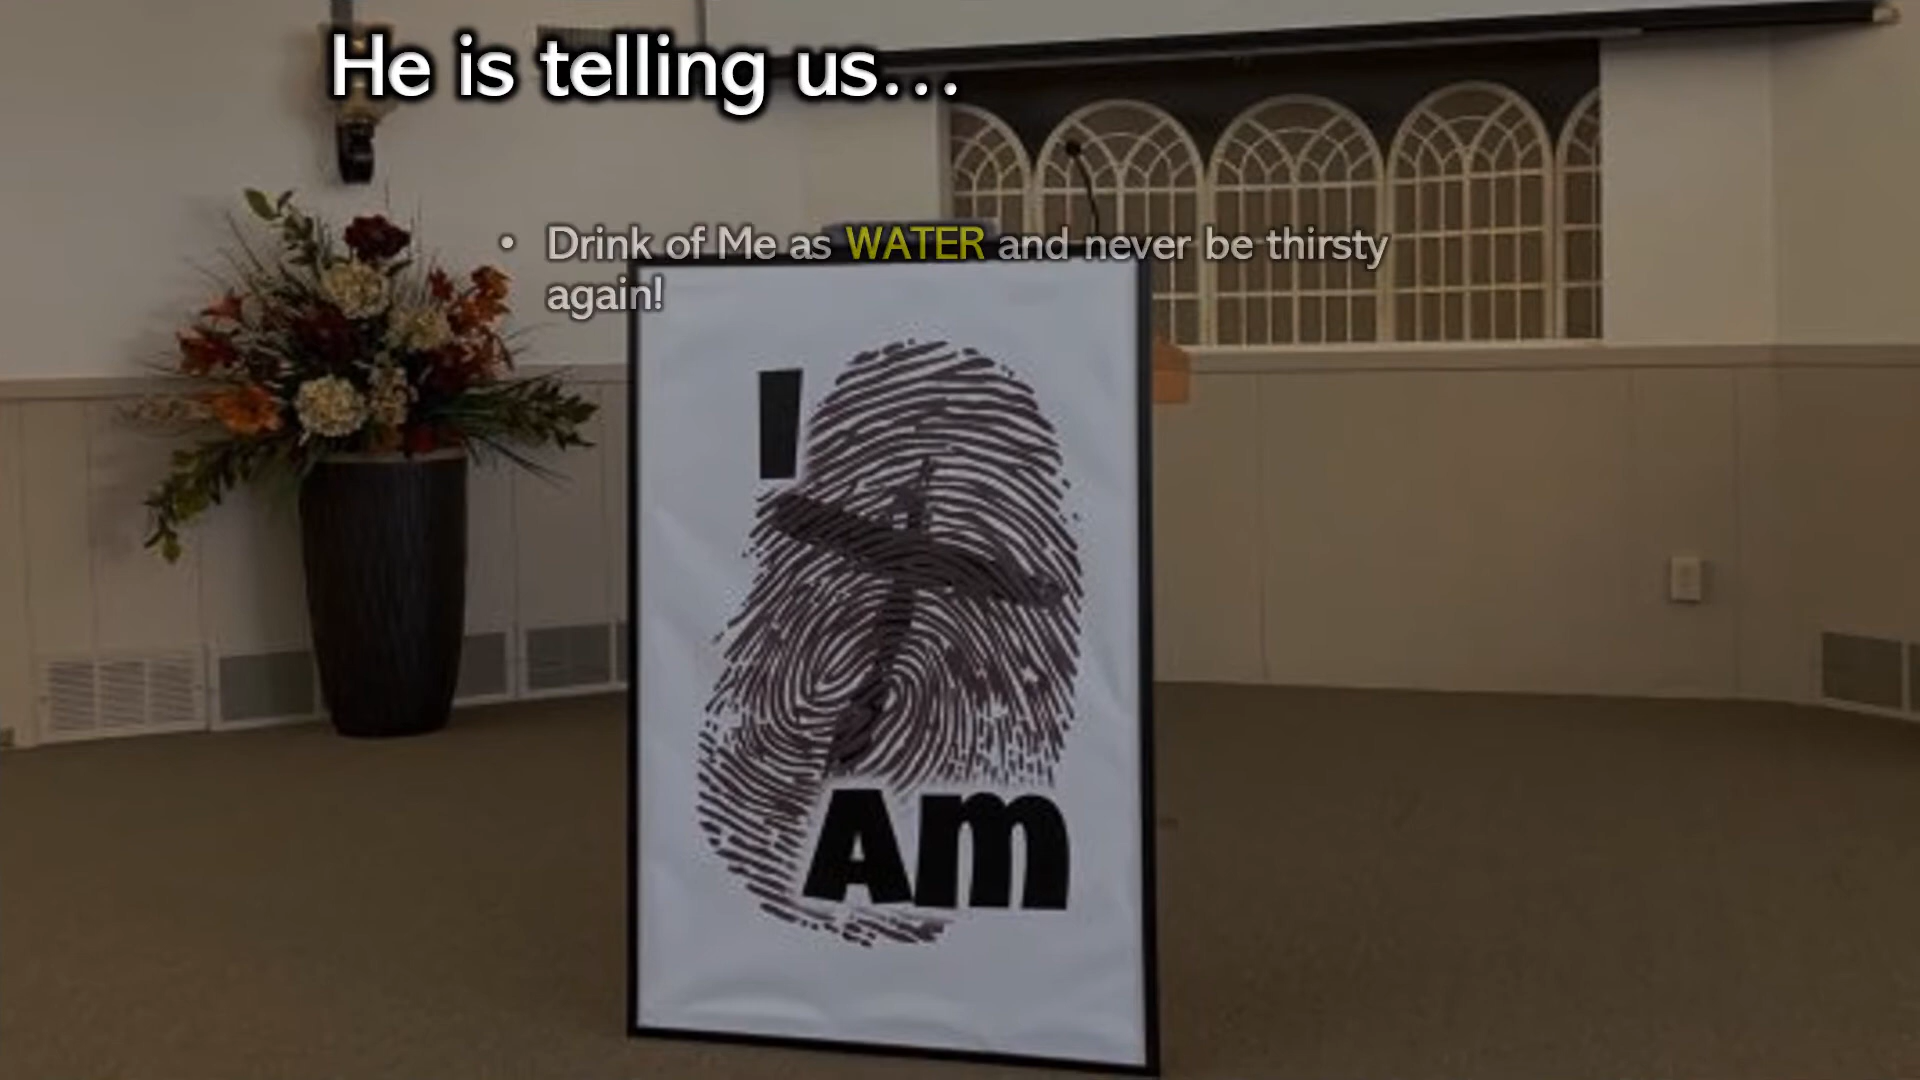 He is telling us...
• Drink of Me as WATER and never be thirsty
again!
I
AM